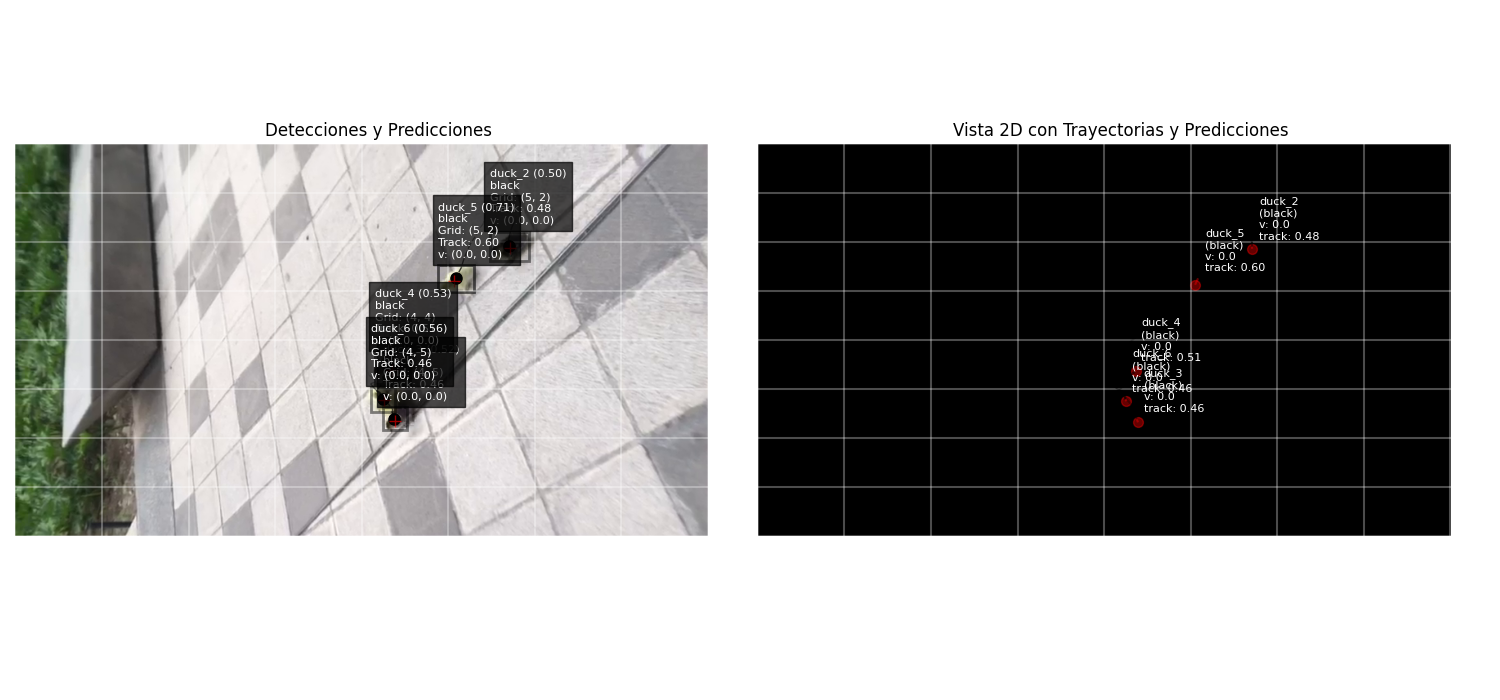 Detecciones y Predicciones
duck_2 (0.50)
black
Grid: (5, 2)
0.48
0.0)
duck_5 (0.71)
black
Grid: (5, 2)
Track: 0.60
v: (0.0, 0.0)
duck_4 (0.53)
black
Grid: (4, 4)
0.0)
duck_6 (0.56)
black
Grid: (4, 5)
Track: 0.46
v: (0.0, 0.0)
Track: 0.46
v: (0.0, 0.0)
Vista 2D con Trayectorias y Predicciones
duck_2
(black)
v: 0.0
track: 0.48
duck_5
(black)
v: 0.0
track: 0.60
duck_4
(black)
v: 0.0
track: 0.51
duck_6
(black)
v: 0.0
track: 0.46
duck_3
(black)
v: 0.0
track: 0.46